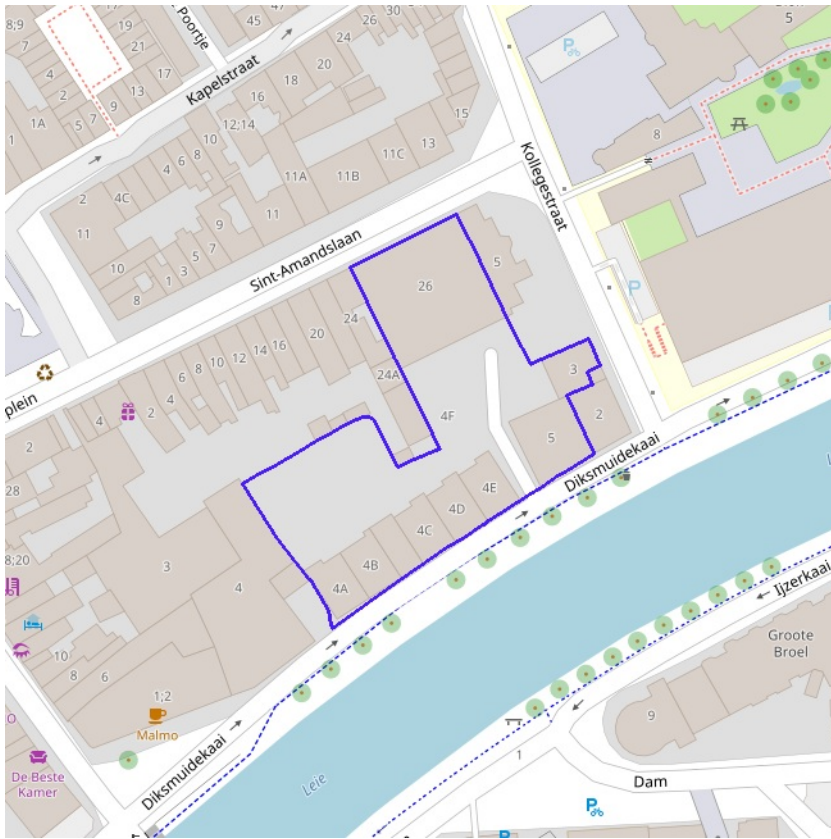 8;9
17
19
21
4
2
5
7
9
13
17
1
1A
Poortje
45
47
Kapelstraat
26
30
24
20
18
16
12;14
10
8
6
4
4C
2
11
10
8
1
3
5
7
9
11
11A
11B
11C
13
15
5
8
Kollegestraat
Sint-Amandslaan
26
5
24
20
16
14
12
10
8
6
4
2
24A
4F
3
2
5
plein
4
2
28
8;20
3
4
4E
4D
4C
4B
4A
Diksmuidekaai
Ijzerkaai
Groote
Broel
9
10
8
6
1;2
Malmo
De Beste
Kamer
Diksmuidekaai
Leie
1
Dam
P
P
P
P